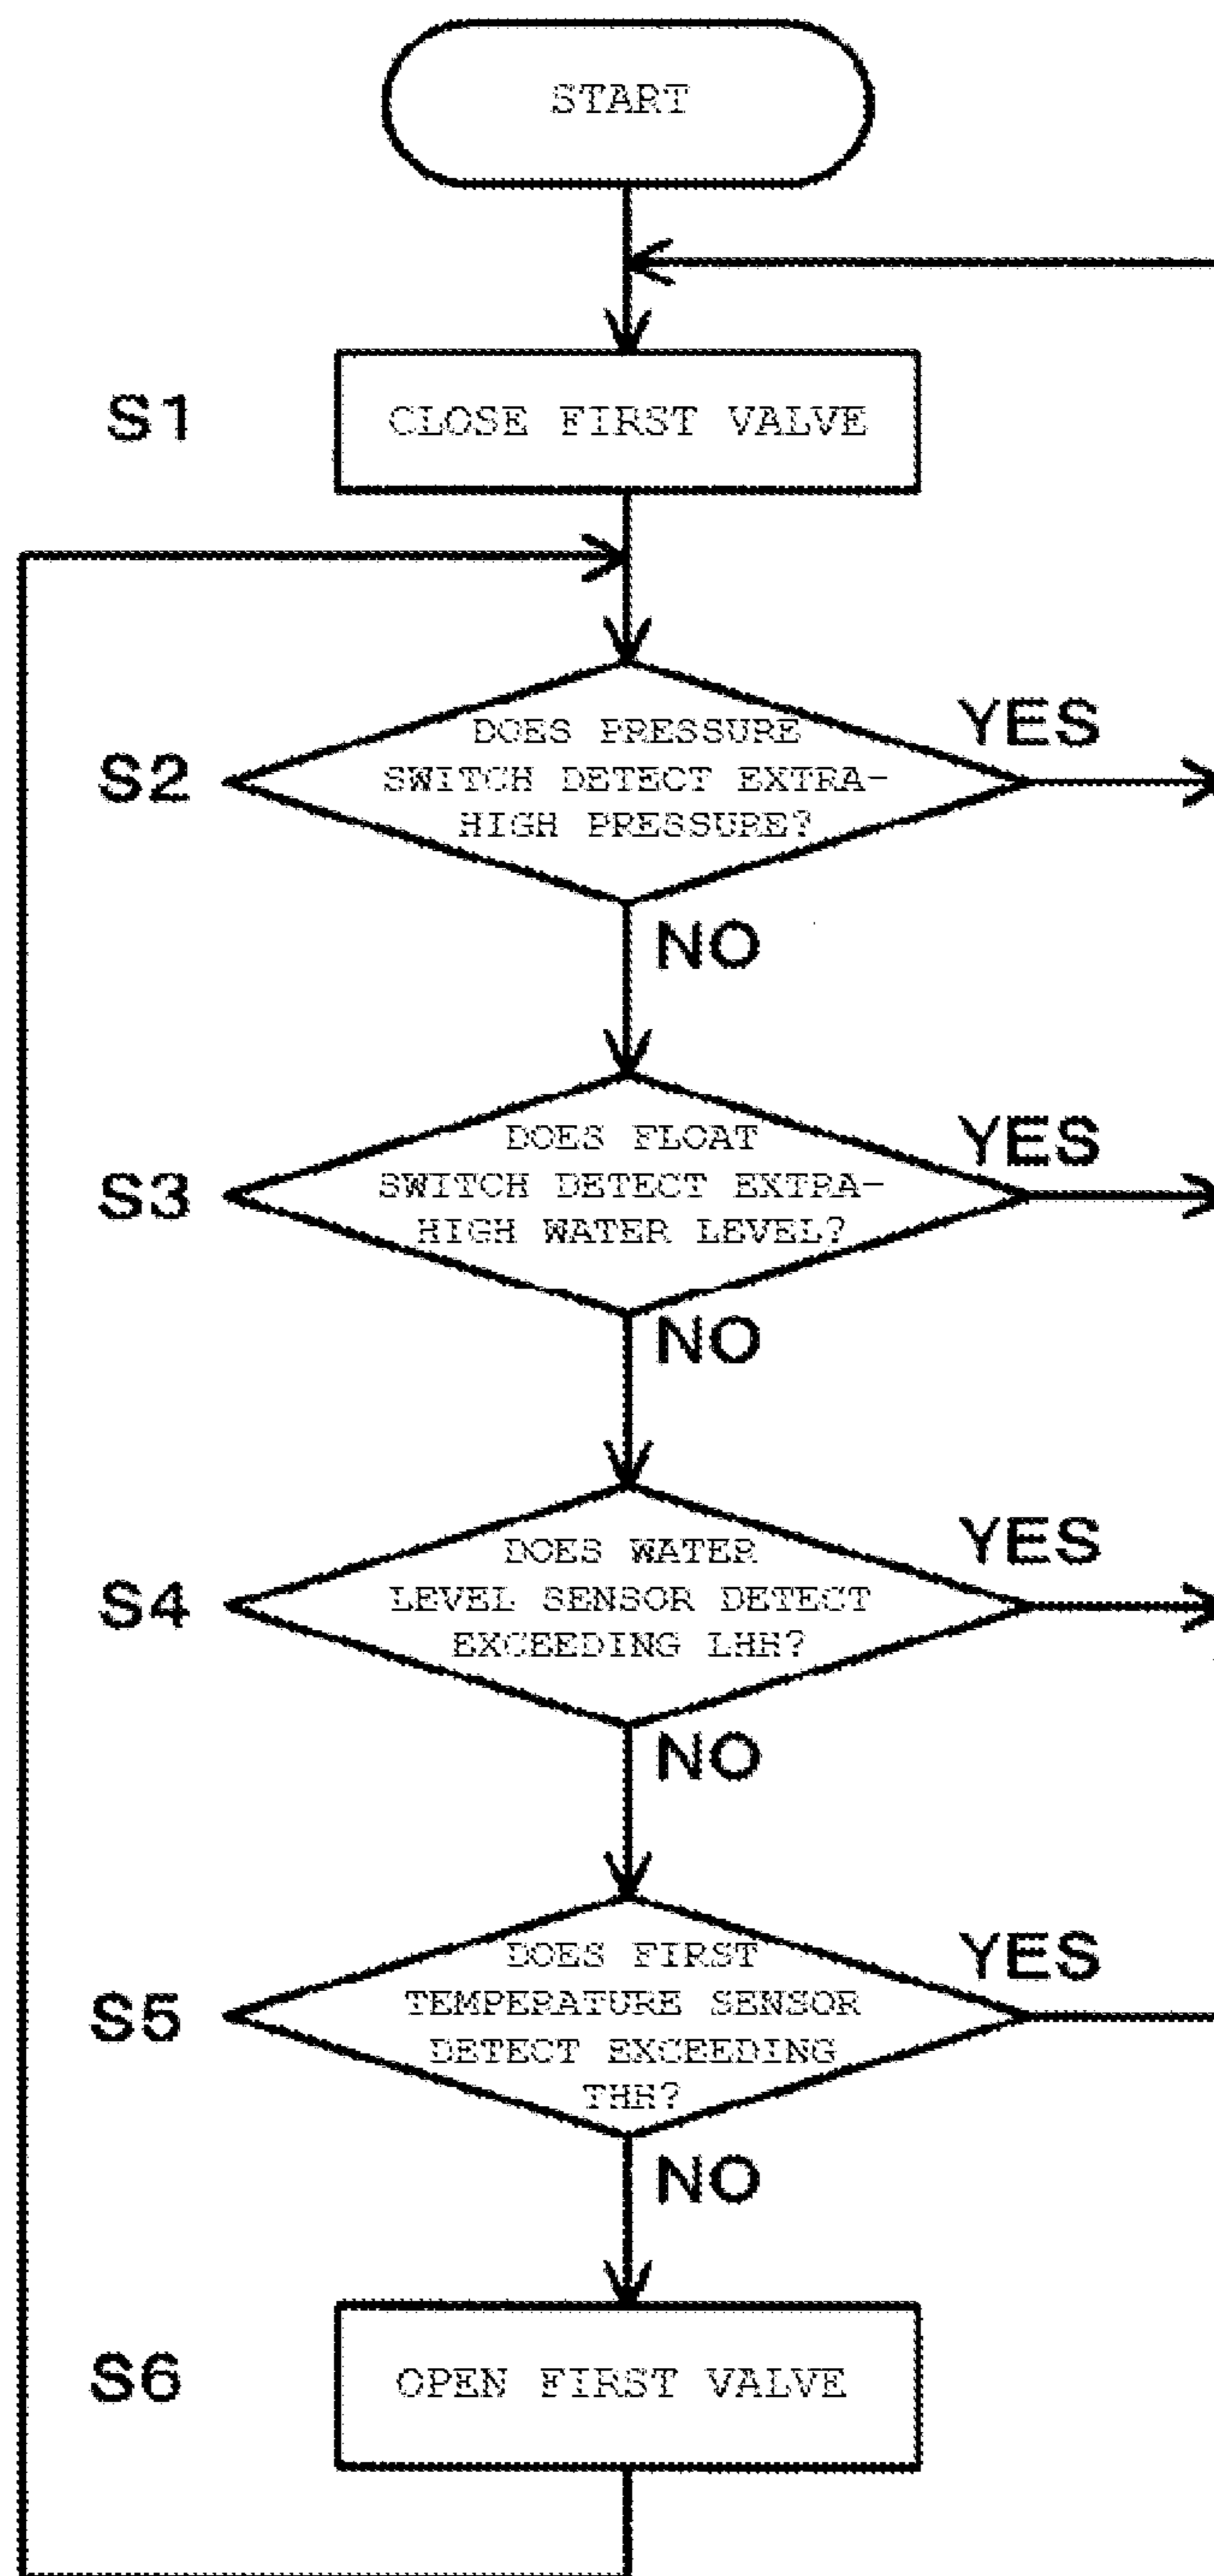 START
S1
CLOSE FIRST VALVE
S2
DOES PRESSURE
SWITCH DETECT EXTRA-
HIGH PRESSURE?
YES
NO
S3
DOES FLOAT
SWITCH DETECT EXTRA-
HIGH WATER LEVEL?
YES
NO
S4
DOES WATER
LEVEL SENSOR DETECT
EXCEEDING LHH?
YES
NO
S5
DOES FIRST
TEMPERATURE SENSOR
DETECT EXCEEDING
THH?
YES
NO
S6
OPEN FIRST VALVE